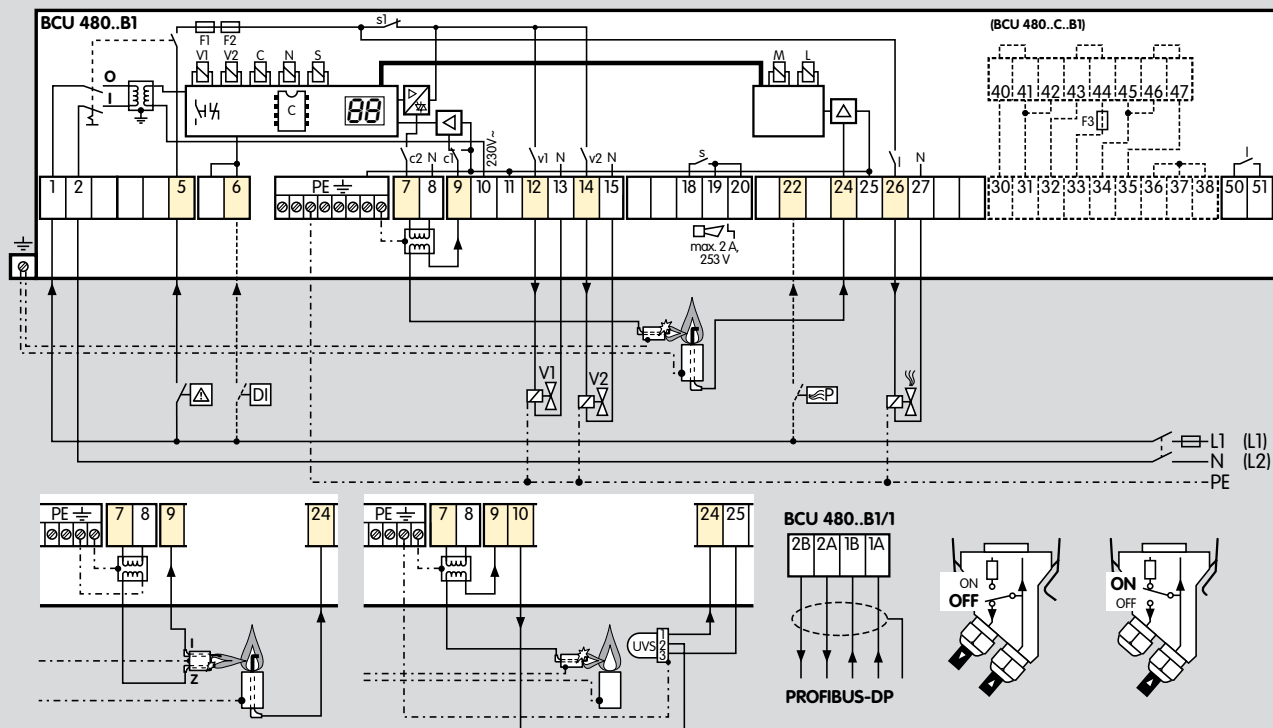 BCU 480..B1
s1
(BCU 480..C..B1)
F1 F2
V1 V2 C N S
M L
O
I
C
88
40 41 42 43 44 45 46 47
F3
230V~
c2 N c1 v1 N v2 N s I N I
1 2 5 6 PE 7 8 9 10 11 12 13 14 15 18 19 20 22 24 25 26 27 30 31 32 33 34 35 36 37 38 50 51
max. 2 A,
253 V
V1 V2
DI P
L1 (L1)
N (L2)
PE
PE 7 8 9 24
I
Z
PE 7 8 9 10 24 25
UVS 1
2
3
BCU 480..B1/1
2B 2A 1B 1A
PROFIBUS-DP
ON
OFF
ON
OFF